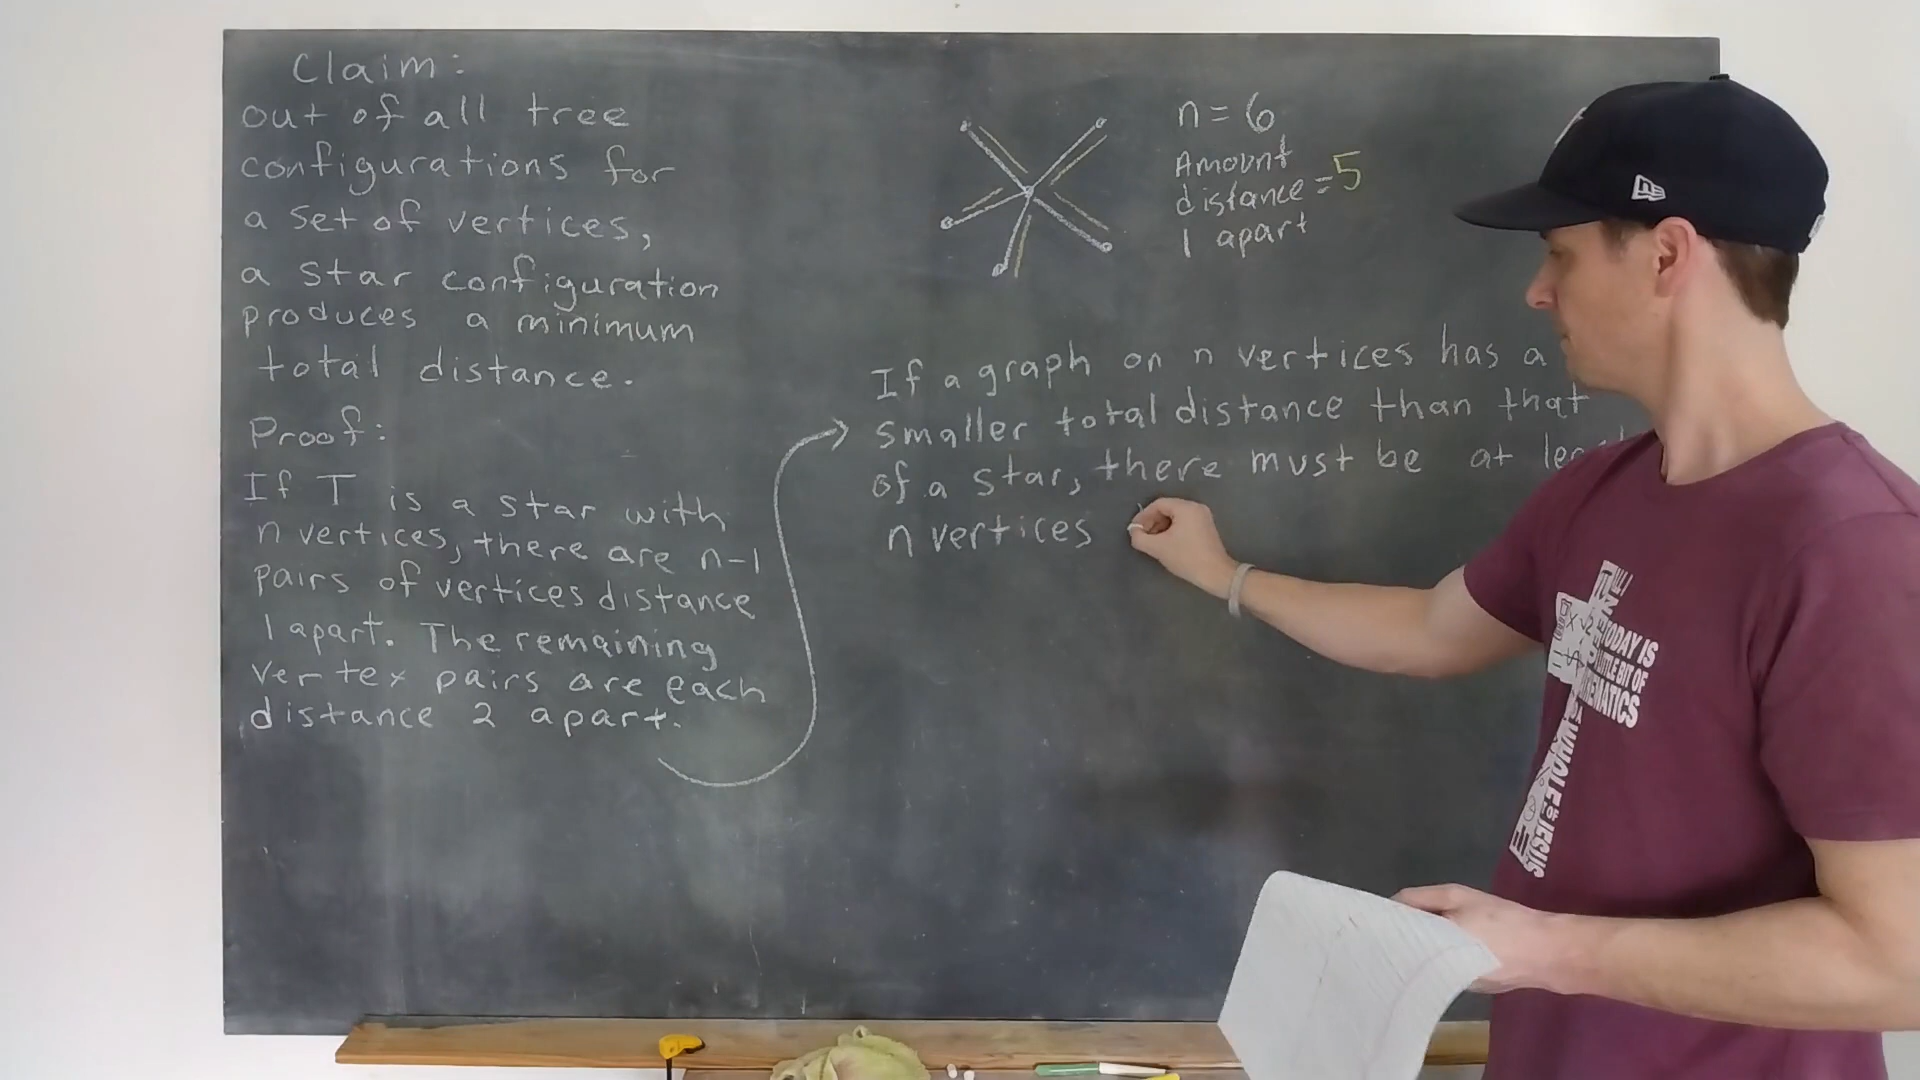 Claim:
out of all tree
configurations for
a set of vertices,
a star configuration
produces a minimum
total distance.
Proof:
If T is a star with
n vertices, there are n-1
pairs of vertices distance
1 apart. The remaining
vertex pairs are each
distance 2 apart.
n = 6
Amount
distance = 5
1 apart
If a graph on n vertices has a
smaller total distance than that
of a star, there must be at
n vertices
TODAY IS